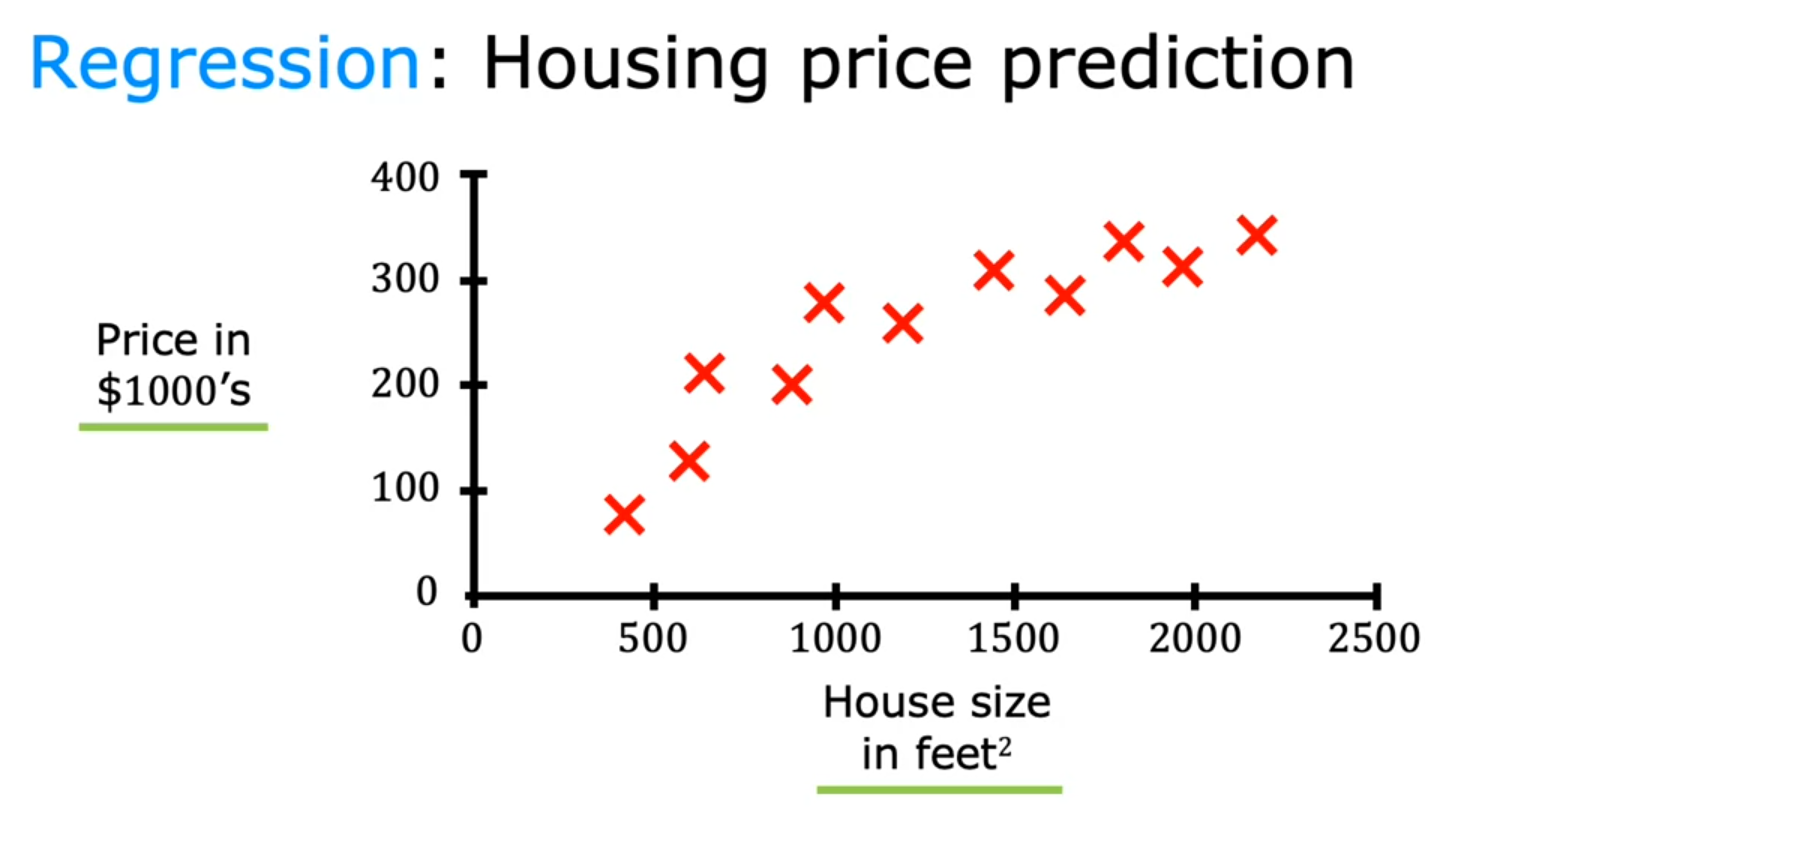 Regression: Housing price prediction
400
300
200
100
0
Price in
$1000’s
0 500 1000 1500 2000 2500
House size
in feet²